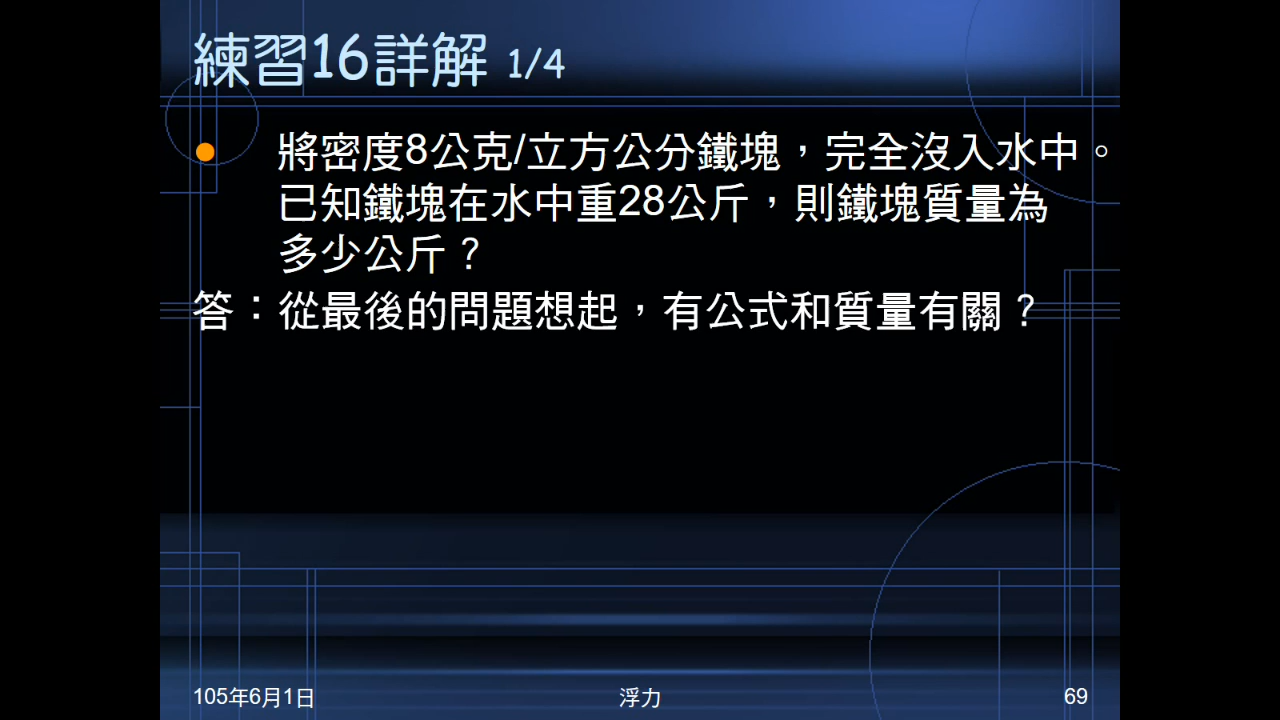 練習16詳解 1/4
將密度8公克/立方公分鐵塊，完全沒入水中。
已知鐵塊在水中重28公斤，則鐵塊質量為
多少公斤？
答：從最後的問題想起，有公式和質量有關？
105年6月1日
浮力
69